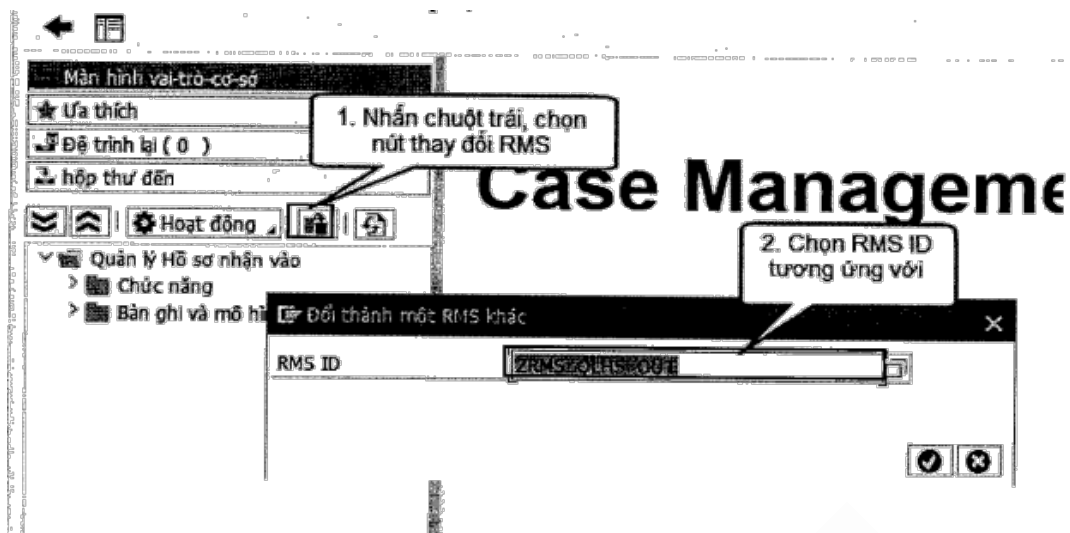 Màn hình vai-trò-cơ-sở
Ưa thích
Đệ trình lại ( 0 )
hộp thư đến
1. Nhấn chuột trái, chọn
nút thay đổi RMS
Case Manageme
Hoạt động
2. Chọn RMS ID
tương ứng với
Quản lý Hồ sơ nhận vào
Chức năng
Bản ghi và mô hì
Đổi thành một RMS khác
RMS ID